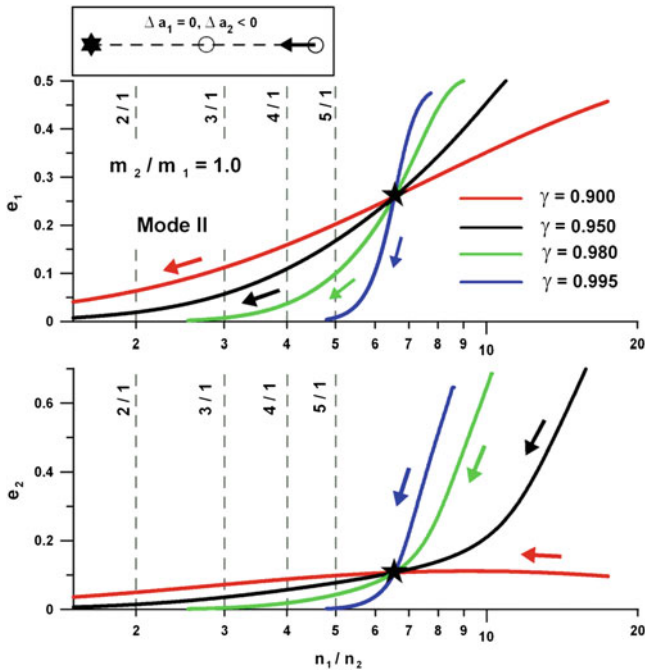 Δ a₁ = 0, Δ a₂ < 0
0.5
0.4
0.3
0.2
0.1
0
e₁
2 / 1
3 / 1
4 / 1
5 / 1
m₂ / m₁ = 1.0
Mode II
γ = 0.900
γ = 0.950
γ = 0.980
γ = 0.995
2 3 4 5 6 7 8 9 10 20
0.6
0.4
0.2
0
e₂
2 / 1
3 / 1
4 / 1
5 / 1
2 3 4 5 6 7 8 9 10 20
n₁ / n₂